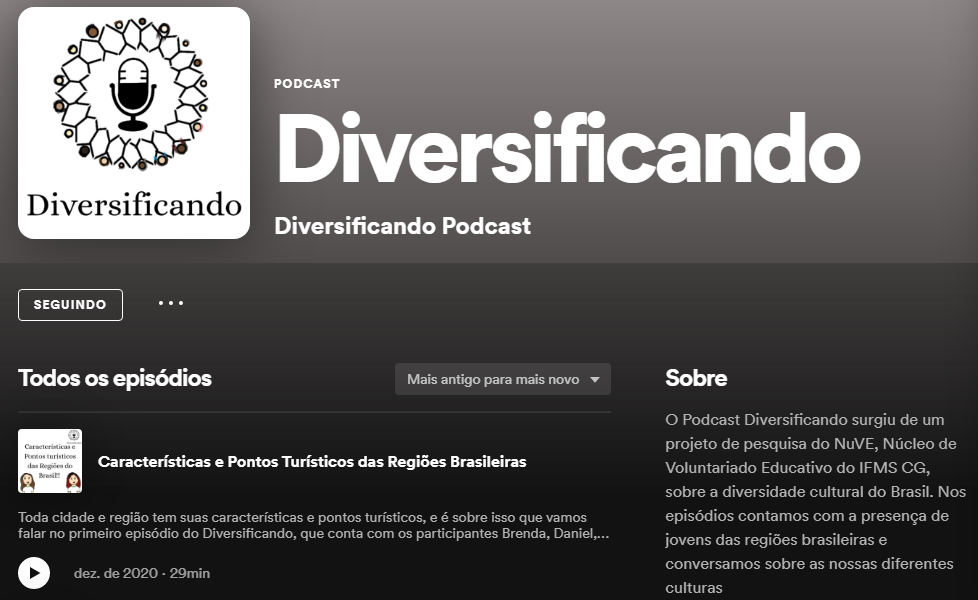 Diversificando
PODCAST
Diversificando
Diversificando Podcast
SEGUINDO
Todos os episódios
Mais antigo para mais novo
Características e
Pontos turísticos
das Regiões do
Brasil!
Características e Pontos Turísticos das Regiões Brasileiras
Toda cidade e região tem suas características e pontos turísticos, e é sobre isso que vamos
falar no primeiro episódio do Diversificando, que conta com os participantes Brenda, Daniel,...
dez. de 2020 · 29min
Sobre
O Podcast Diversificando surgiu de um
projeto de pesquisa do NuVE, Núcleo de
Voluntariado Educativo do IFMS CG,
sobre a diversidade cultural do Brasil. Nos
episódios contamos com a presença de
jovens das regiões brasileiras e
conversamos sobre as nossas diferentes
culturas